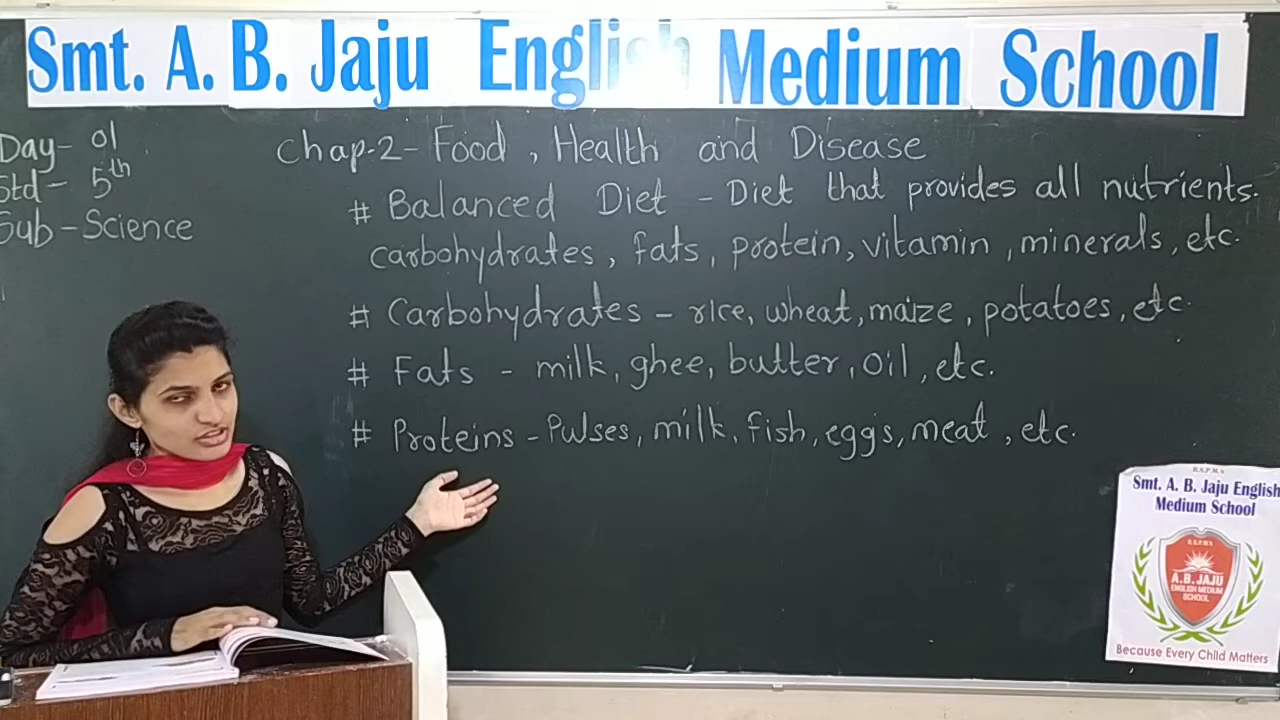 Smt. A. B. Jaju English Medium School
Day- 01
Std- 5th
Sub-Science
Chap-2- Food, Health and Disease
# Balanced Diet - Diet that provides all nutrients.
carbohydrates, fats, protein, vitamin, minerals, etc.
# Carbohydrates - rice, wheat, maize, potatoes, etc.
# Fats - milk, ghee, butter, oil, etc.
# Proteins - Pulses, milk, fish, eggs, meat, etc.
R.S.P.M.'s
Smt. A. B. Jaju English
Medium School
R.S.P.M'S
A.B. JAJU
ENGLISH MEDIUM
SCHOOL
Because Every Child Matters